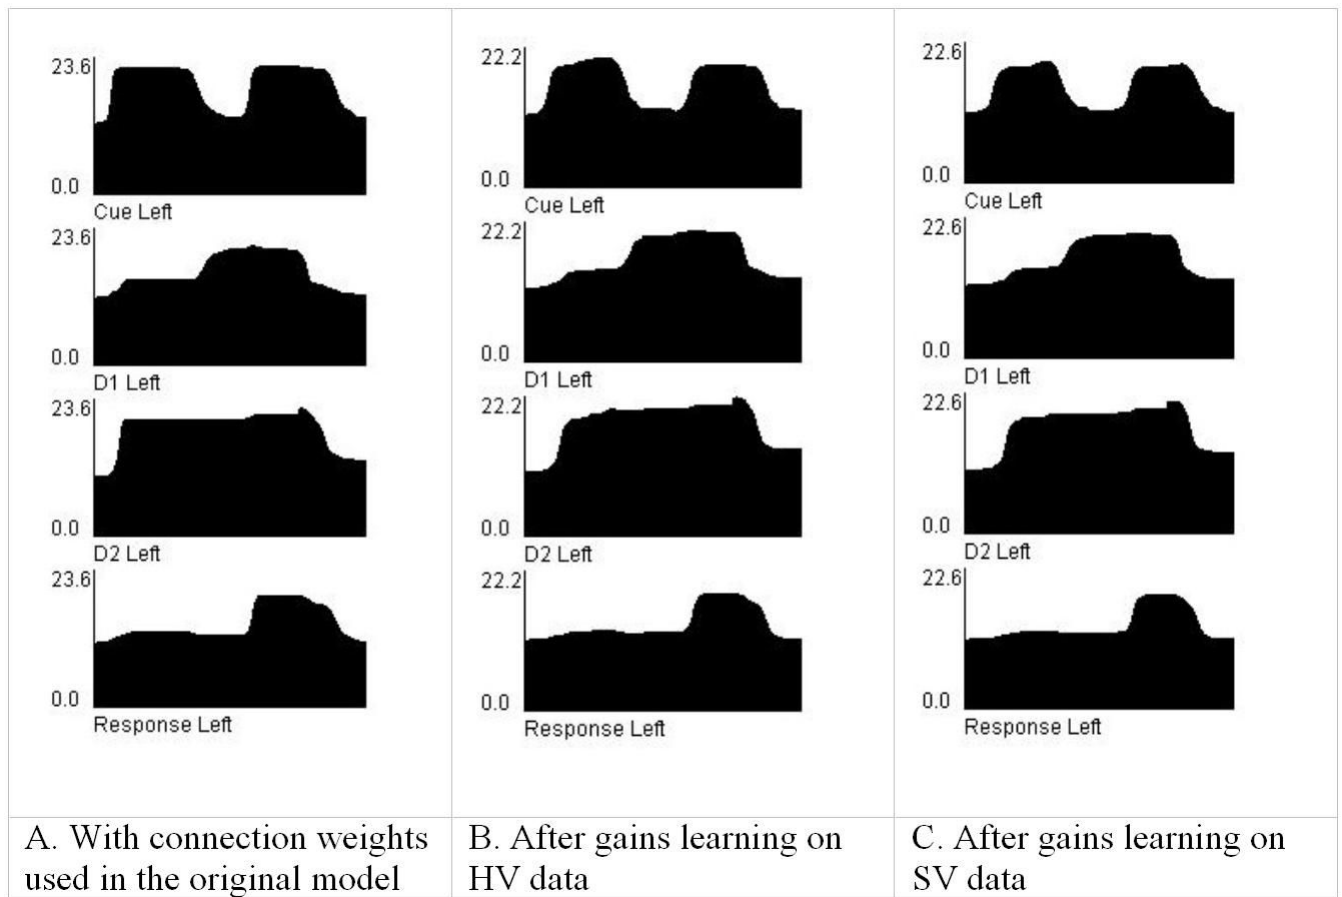 23.6
0.0
Cue Left
23.6
0.0
D1 Left
23.6
0.0
D2 Left
23.6
0.0
Response Left
A. With connection weights
used in the original model
22.2
0.0
Cue Left
22.2
0.0
D1 Left
22.2
0.0
D2 Left
22.2
0.0
Response Left
B. After gains learning on
HV data
22.6
0.0
Cue Left
22.6
0.0
D1 Left
22.6
0.0
D2 Left
22.6
0.0
Response Left
C. After gains learning on
SV data